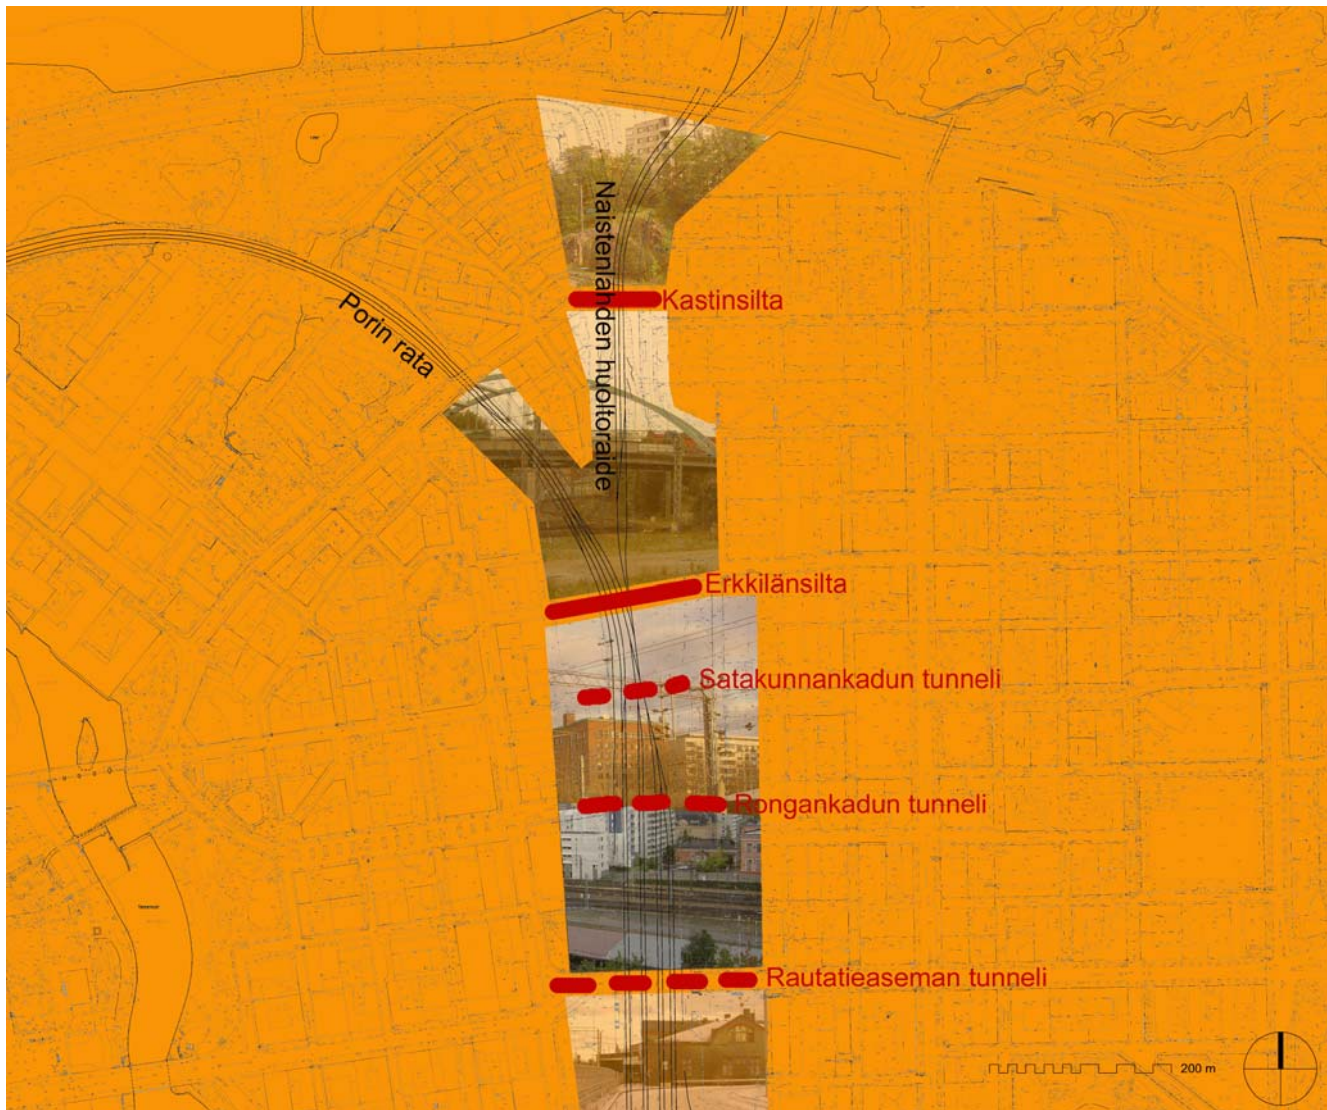 Naistenlahden huoltoraide
Kastinsilta
Porin rata
Erkkilänsilta
Satakunnankadun tunneli
Rongankadun tunneli
Rautatieaseman tunneli
200 m